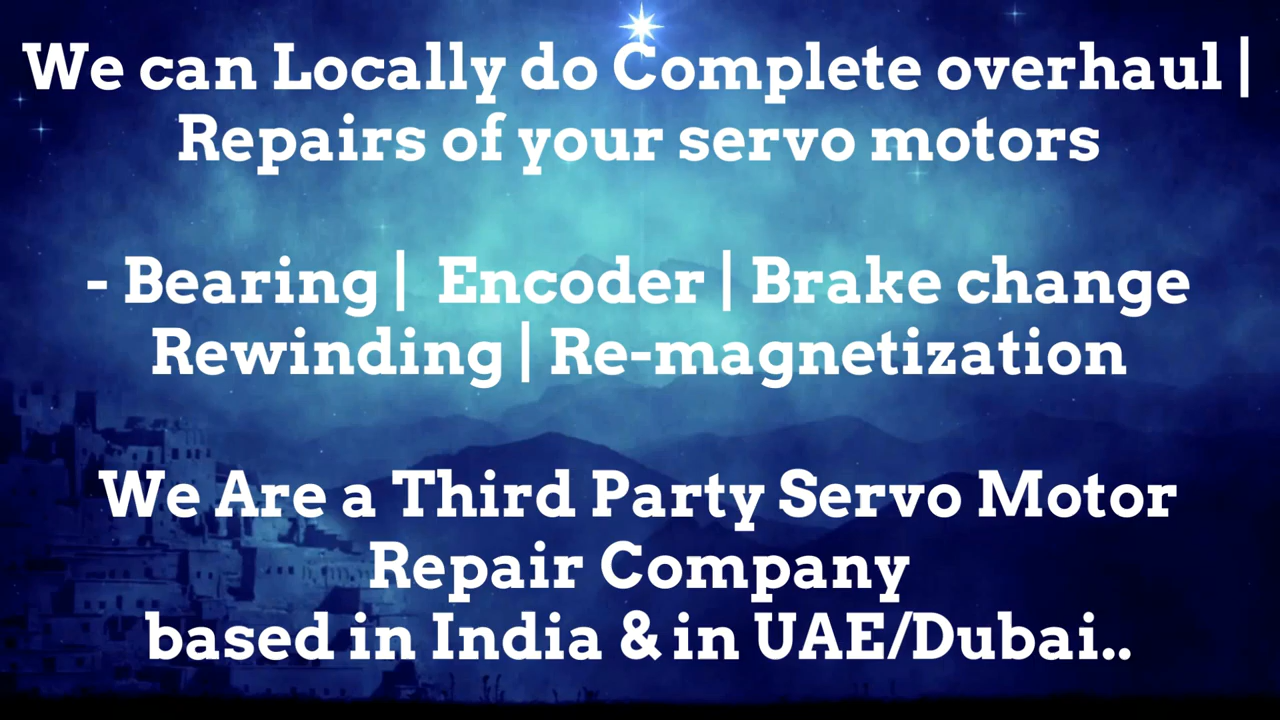 We can Locally do Complete overhaul |
Repairs of your servo motors
- Bearing | Encoder | Brake change
Rewinding | Re-magnetization
We Are a Third Party Servo Motor
Repair Company
based in India & in UAE/Dubai..